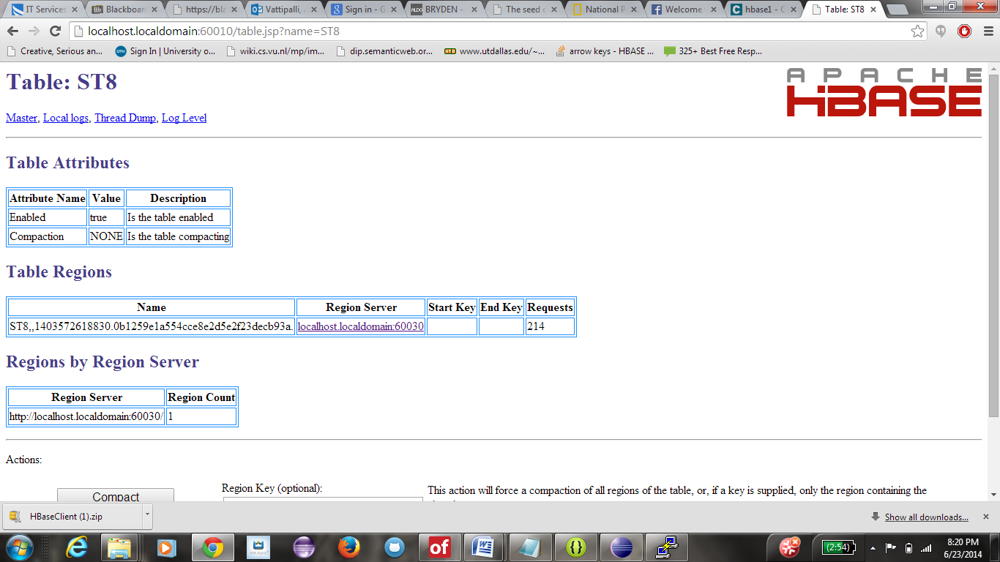 IT Services Blackboard https://bla Vattipalli, Sign in - G ALDO BRYDEN - The seed National P Welcome C hbase1 - C Table: ST8
localhost.localdomain:60010/table.jsp?name=ST8
Creative, Serious an... OTN Sign In | University o... wiki.cs.vu.nl/mp/im... dip.semanticweb.or... UTD www.utdallas.edu/~... arrow keys - HBASE ... 325+ Best Free Resp...
Table: ST8
APACHE
HBASE
Master, Local logs, Thread Dump, Log Level
Table Attributes
Attribute Name Value Description
Enabled true Is the table enabled
Compaction NONE Is the table compacting
Table Regions
Name Region Server Start Key End Key Requests
ST8,,1403572618830.0b1259e1a554cce8e2d5e2f23decb93a. localhost.localdomain:60030 214
Regions by Region Server
Region Server Region Count
http://localhost.localdomain:60030/ 1
Actions:
Compact Region Key (optional): This action will force a compaction of all regions of the table, or, if a key is supplied, only the region containing the
HBaseClient (1).zip Show all downloads...
of W (2:54) 8:20 PM
6/23/2014